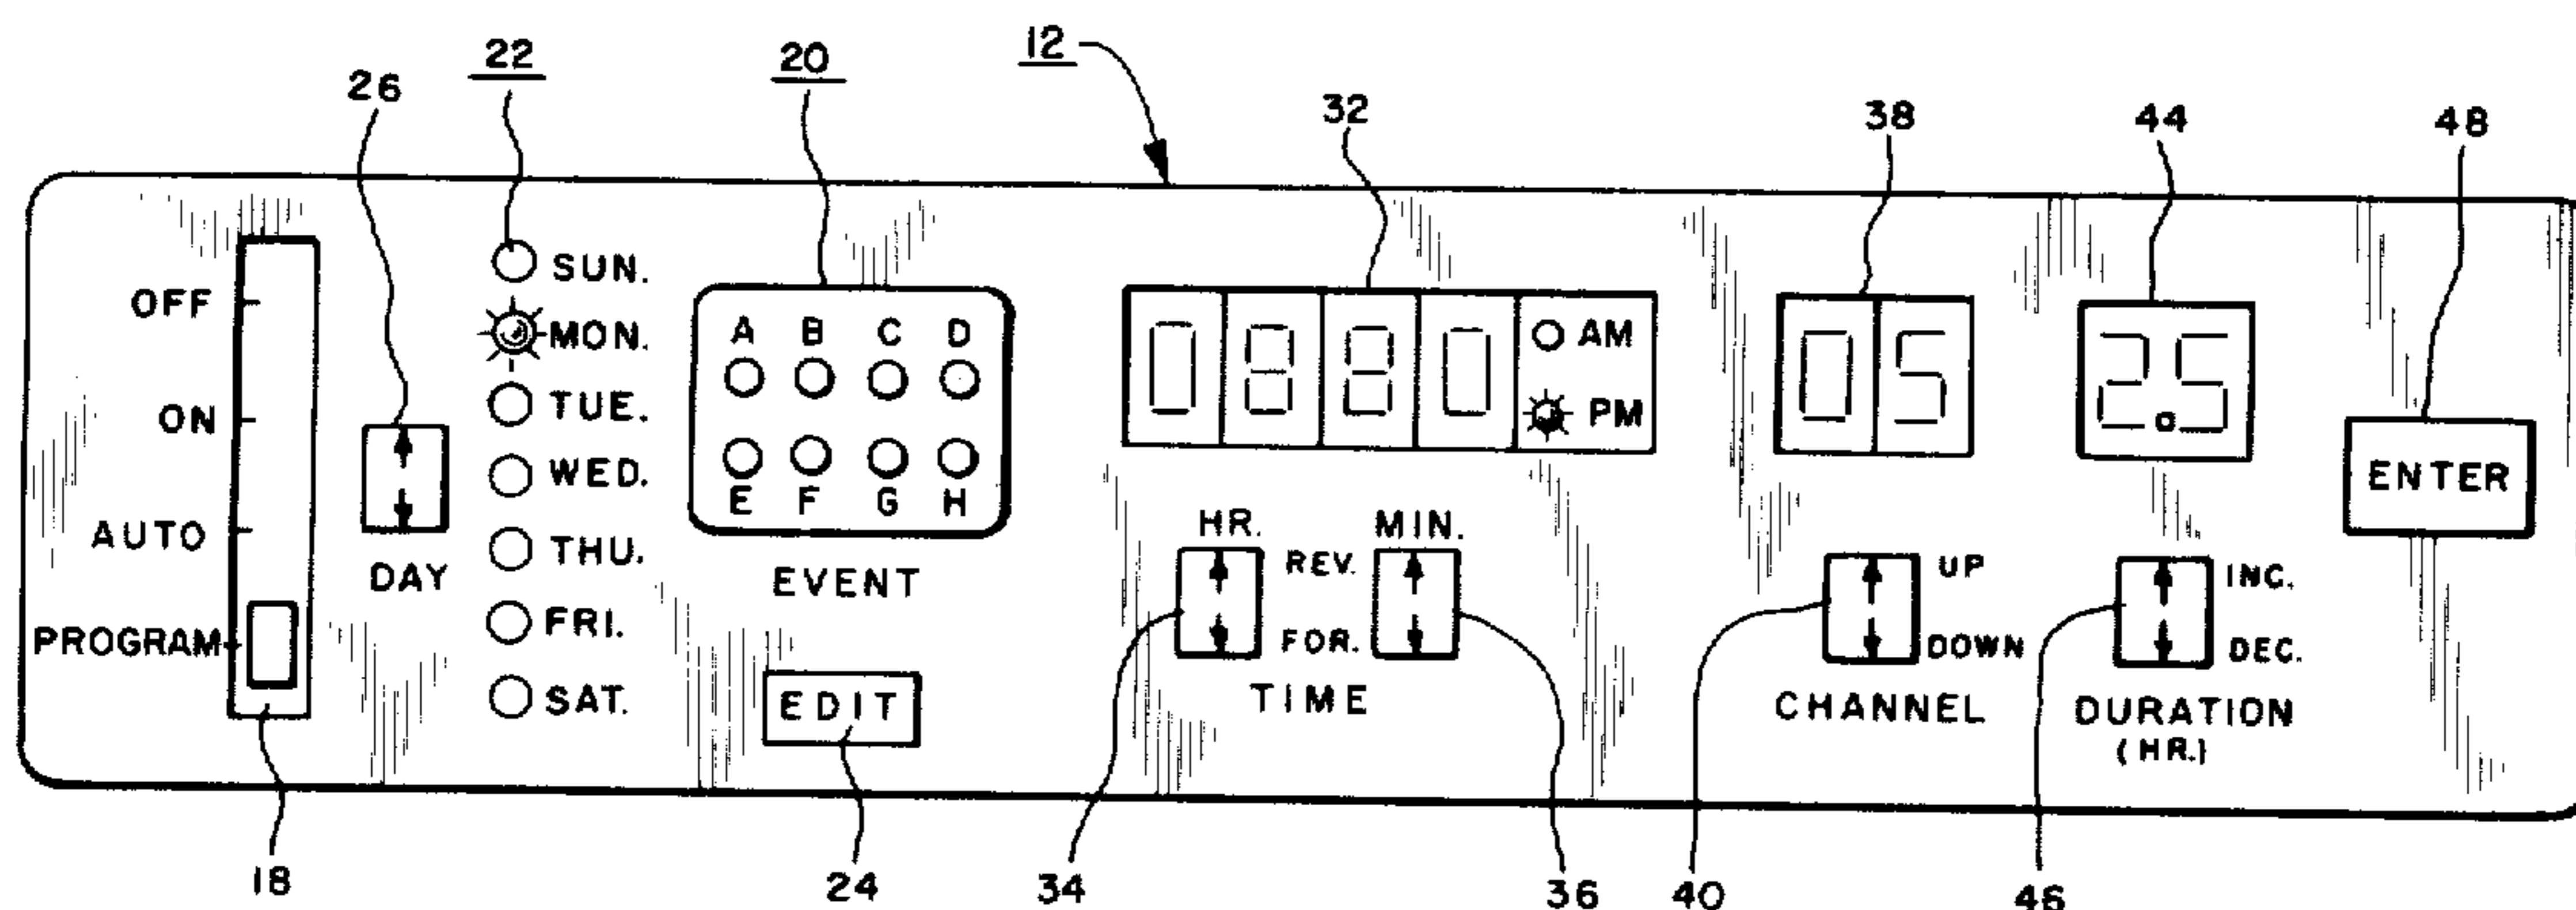 12
22
20
26
32
38
44
48
OFF
ON
AUTO
PROGRAM
DAY
SUN.
MON.
TUE.
WED.
THU.
FRI.
SAT.
A B C D
E F G H
EVENT
EDIT
0880
AM
PM
HR. MIN.
REV.
FOR.
TIME
05
UP
DOWN
CHANNEL
2.5
INC.
DEC.
DURATION
(HR.)
ENTER
18
24
34
36
40
46